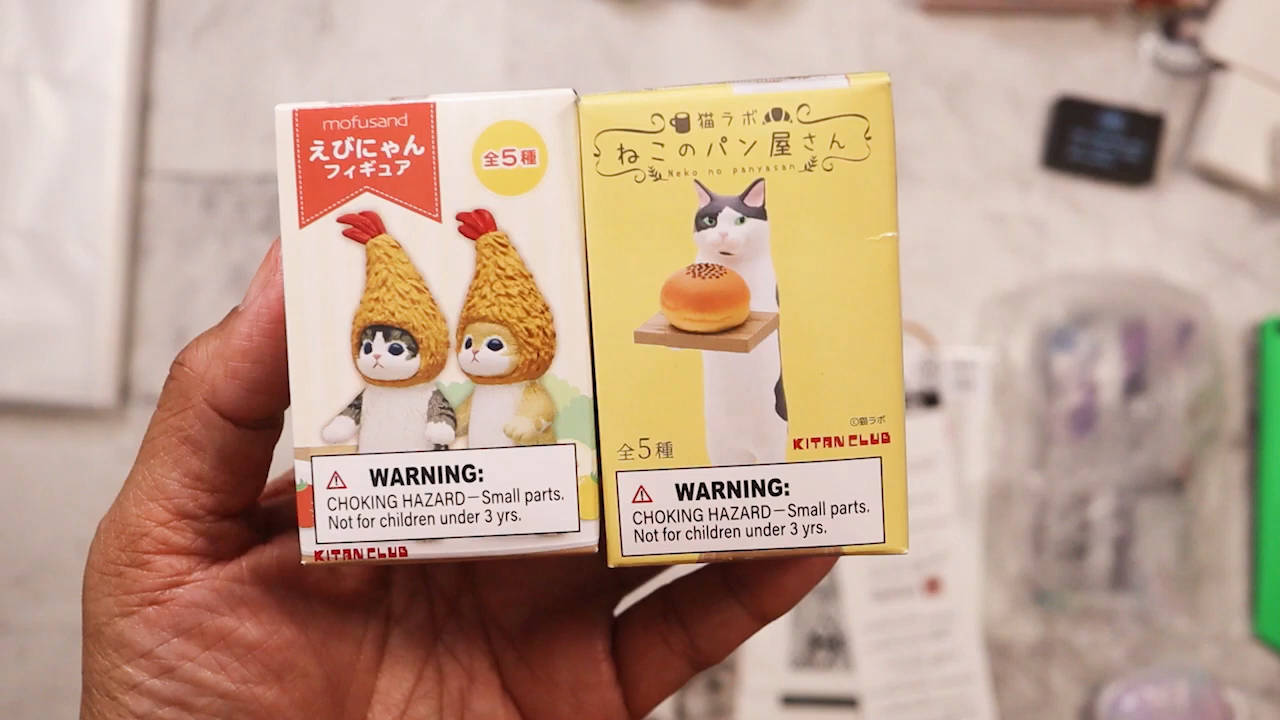 mofusand
えびにゃん
フィギュア
全5種
WARNING:
CHOKING HAZARD—Small parts.
Not for children under 3 yrs.
KITAN CLUB
猫ラボ
ねこのパン屋さん
Neko no panyasan
©猫ラボ
KITAN CLUB
全5種
WARNING:
CHOKING HAZARD—Small parts.
Not for children under 3 yrs.